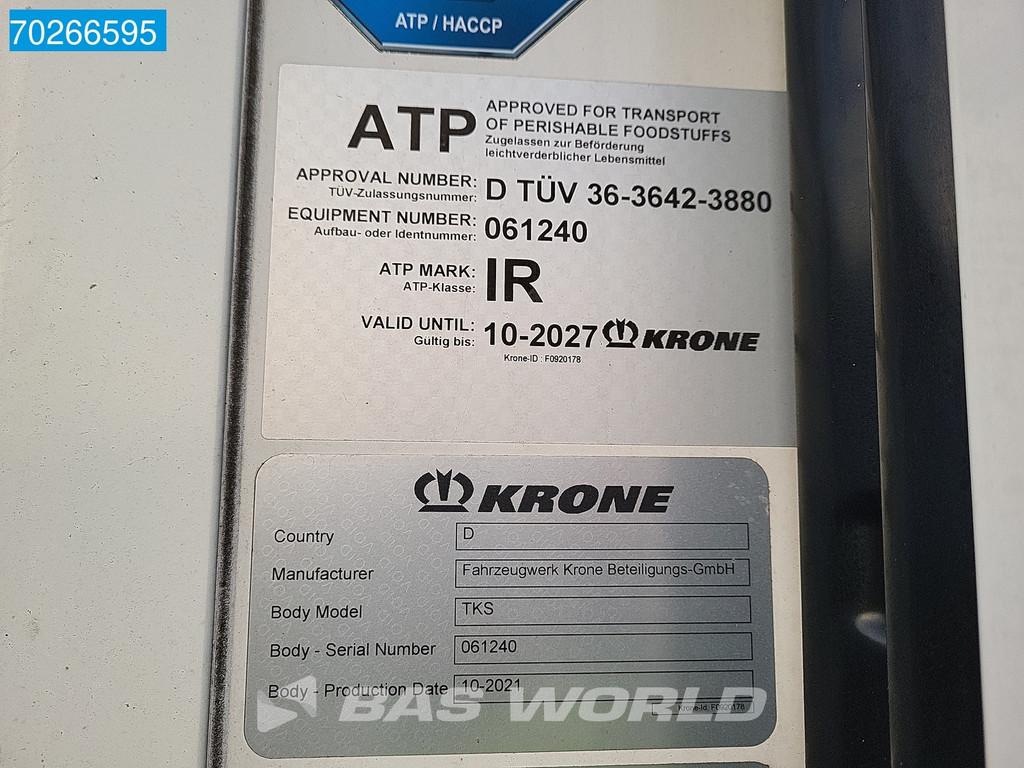 70266595
ATP / HACCP
ATP
APPROVED FOR TRANSPORT
OF PERISHABLE FOODSTUFFS
Zugelassen zur Beförderung
leichtverderblicher Lebensmittel
APPROVAL NUMBER: D TÜV 36-3642-3880
TÜV-Zulassungsnummer:
EQUIPMENT NUMBER: 061240
Aufbau- oder Identnummer:
ATP MARK: IR
ATP-Klasse:
VALID UNTIL: 10-2027 KRONE
Gültig bis:
Krone-ID : F0920178
KRONE
Country D
Manufacturer Fahrzeugwerk Krone Beteiligungs-GmbH
Body Model TKS
Body - Serial Number 061240
Body - Production Date 10-2021
Krone-Id: F0920178
BAS WORLD